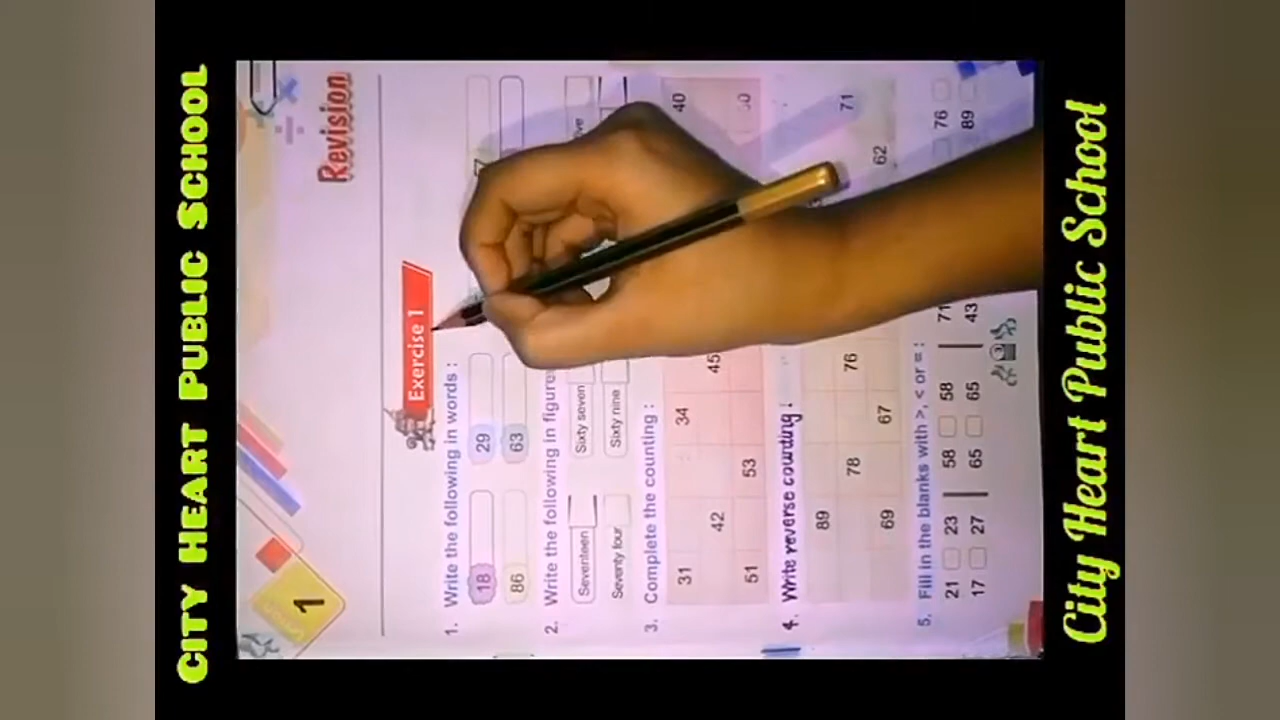 CITY HEART PUBLIC SCHOOL
1
Revision
Exercise 1
1. Write the following in words :
18 29
86 63
2. Write the following in figure
Seventeen Sixty seven
Seventy four Sixty nine
3. Complete the counting :
31 34 40
42 45
51 53
4. Write reverse counting :
89
78 76 71
69 67 62
5. Fill in the blanks with >, < or = :
21 23 58 58 71 76
17 27 65 65 43 89
City Heart Public School